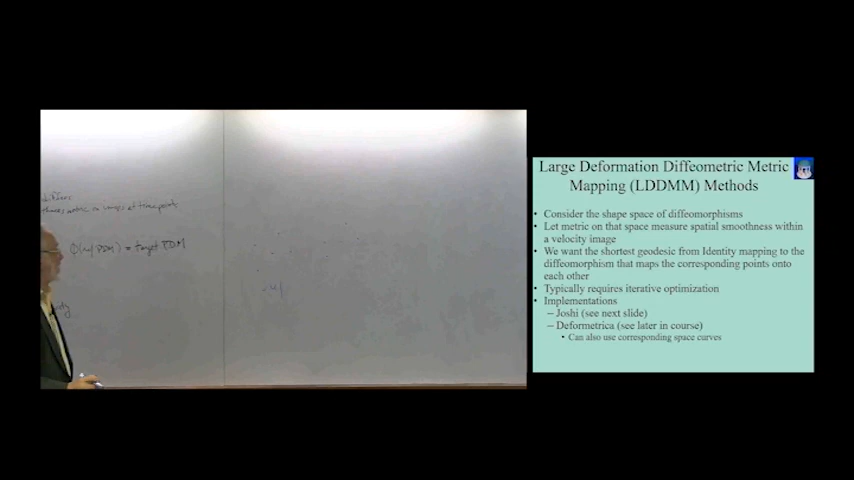 Φ(ref PDM) = target PDM
Large Deformation Diffeometric Metric
Mapping (LDDMM) Methods
• Consider the shape space of diffeomorphisms
• Let metric on that space measure spatial smoothness within
a velocity image
• We want the shortest geodesic from Identity mapping to the
diffeomorphism that maps the corresponding points onto
each other
• Typically requires iterative optimization
• Implementations
– Joshi (see next slide)
– Deformetrica (see later in course)
• Can also use corresponding space curves